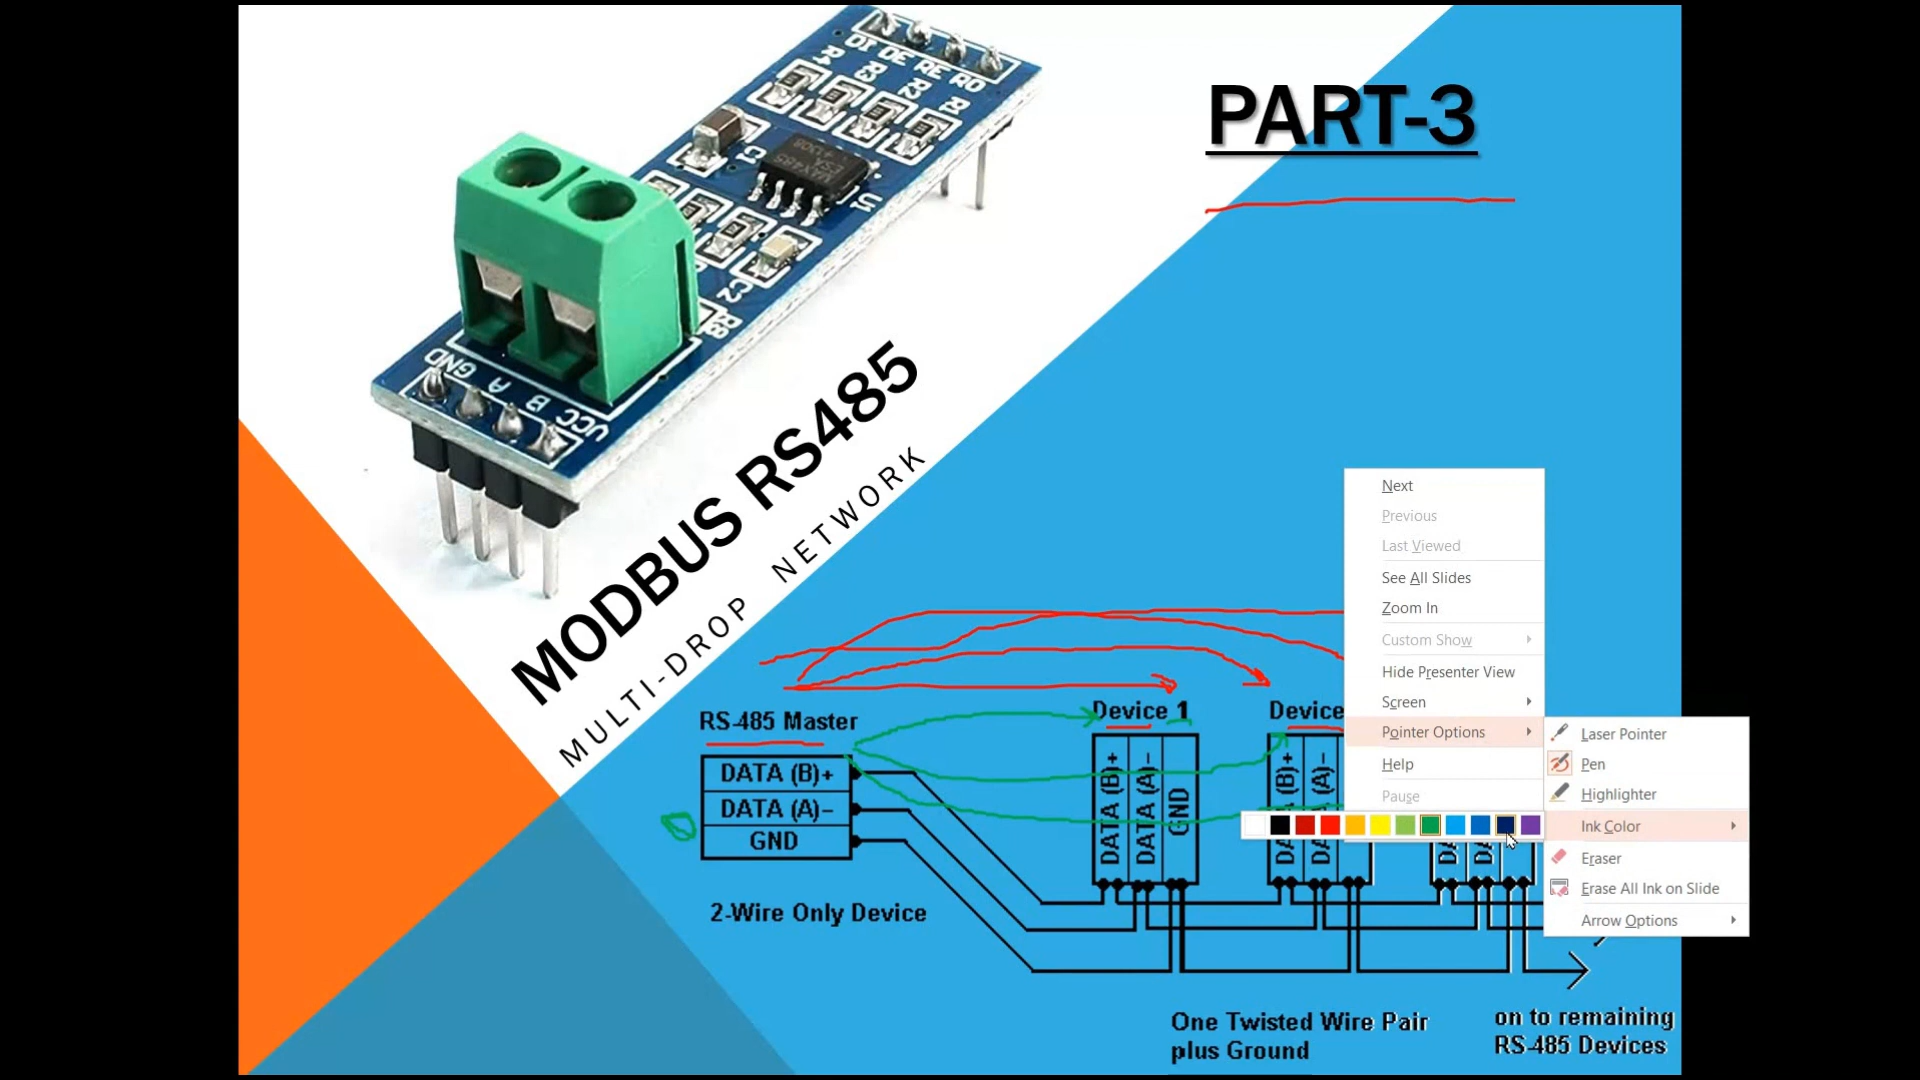 DI DE RE RO
R4
R3
R2
R1
C1
MAX485
U1
C2
R8
GND
A
B
VCC
PART-3
MODBUS RS485
MULTI-DROP NETWORK
RS-485 Master
DATA (B)+
DATA (A)-
GND
2-Wire Only Device
Device 1
DATA (B)+
DATA (A)-
GND
Device
DATA (B)+
(A)-
Next
Previous
Last Viewed
See All Slides
Zoom In
Custom Show
Hide Presenter View
Screen
Pointer Options
Help
Pause
Laser Pointer
Pen
Highlighter
Ink Color
Eraser
Erase All Ink on Slide
Arrow Options
One Twisted Wire Pair
plus Ground
on to remaining
RS-485 Devices